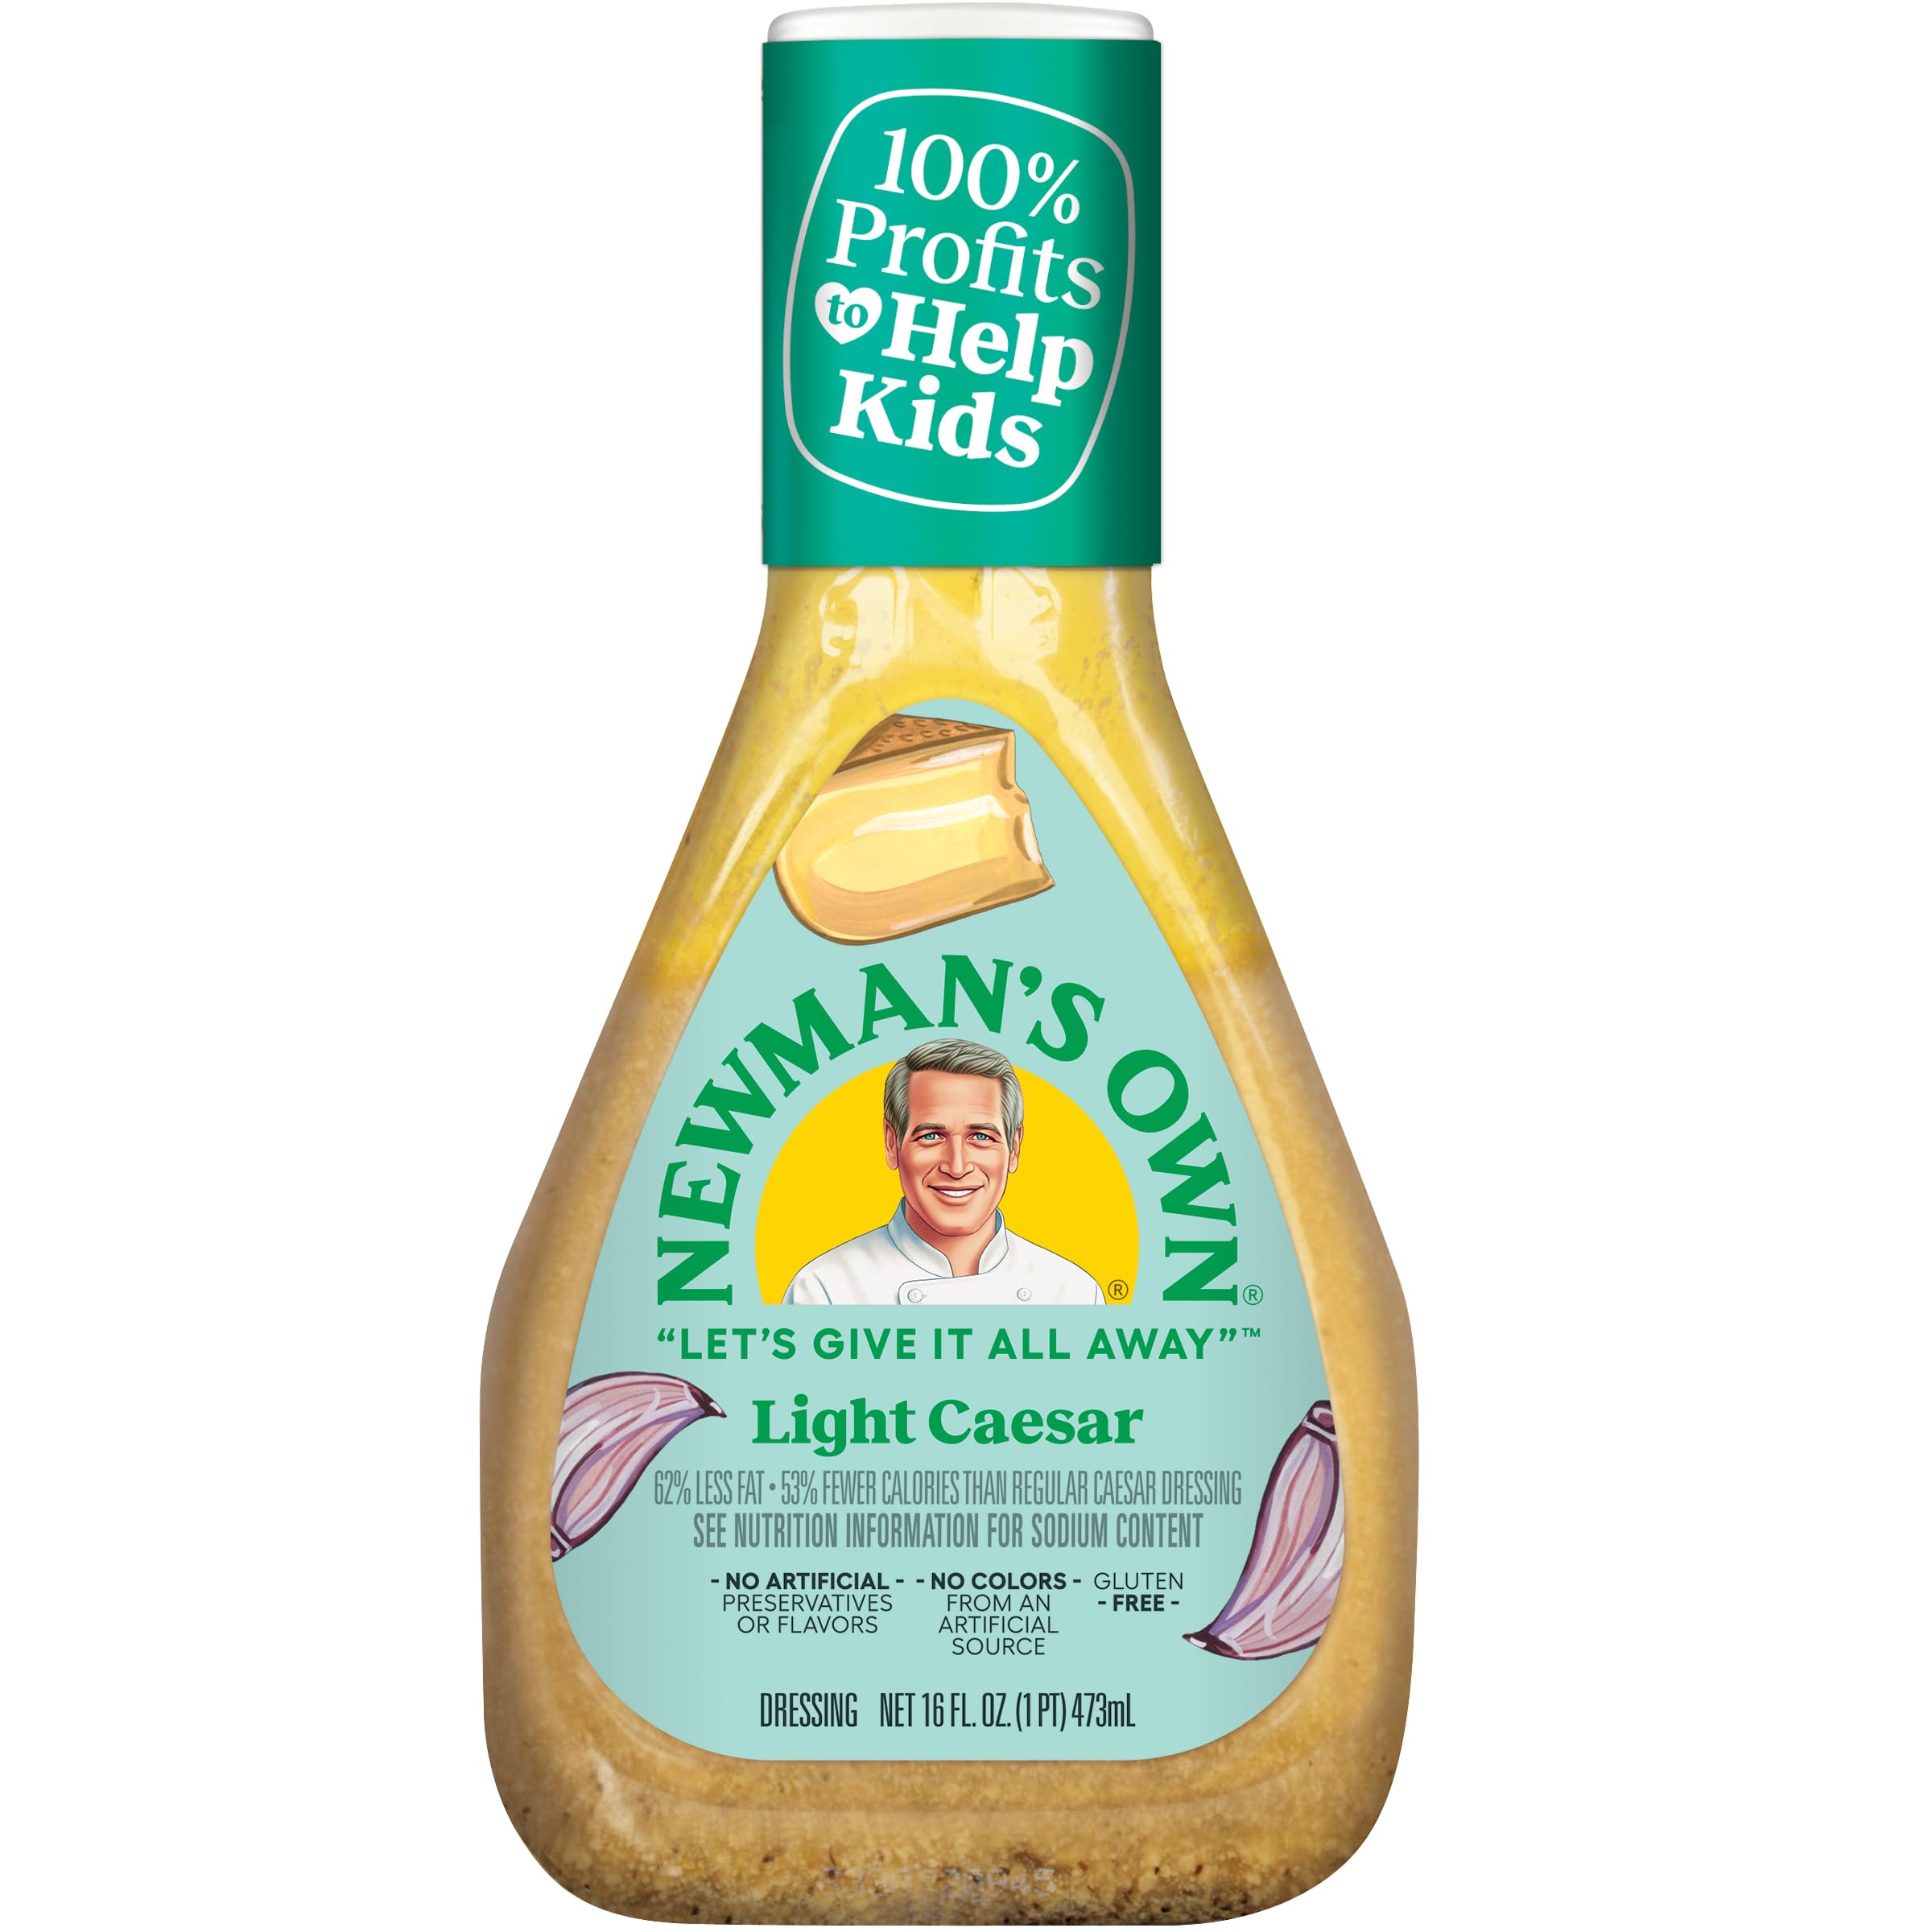 100%
Profits
to Help
Kids
NEWMAN'S OWN®
®
“LET'S GIVE IT ALL AWAY”™
Light Caesar
62% LESS FAT • 53% FEWER CALORIES THAN REGULAR CAESAR DRESSING
SEE NUTRITION INFORMATION FOR SODIUM CONTENT
- NO ARTIFICIAL -
PRESERVATIVES
OR FLAVORS
- NO COLORS -
FROM AN
ARTIFICIAL
SOURCE
GLUTEN
- FREE -
DRESSING NET 16 FL. OZ. (1 PT) 473mL